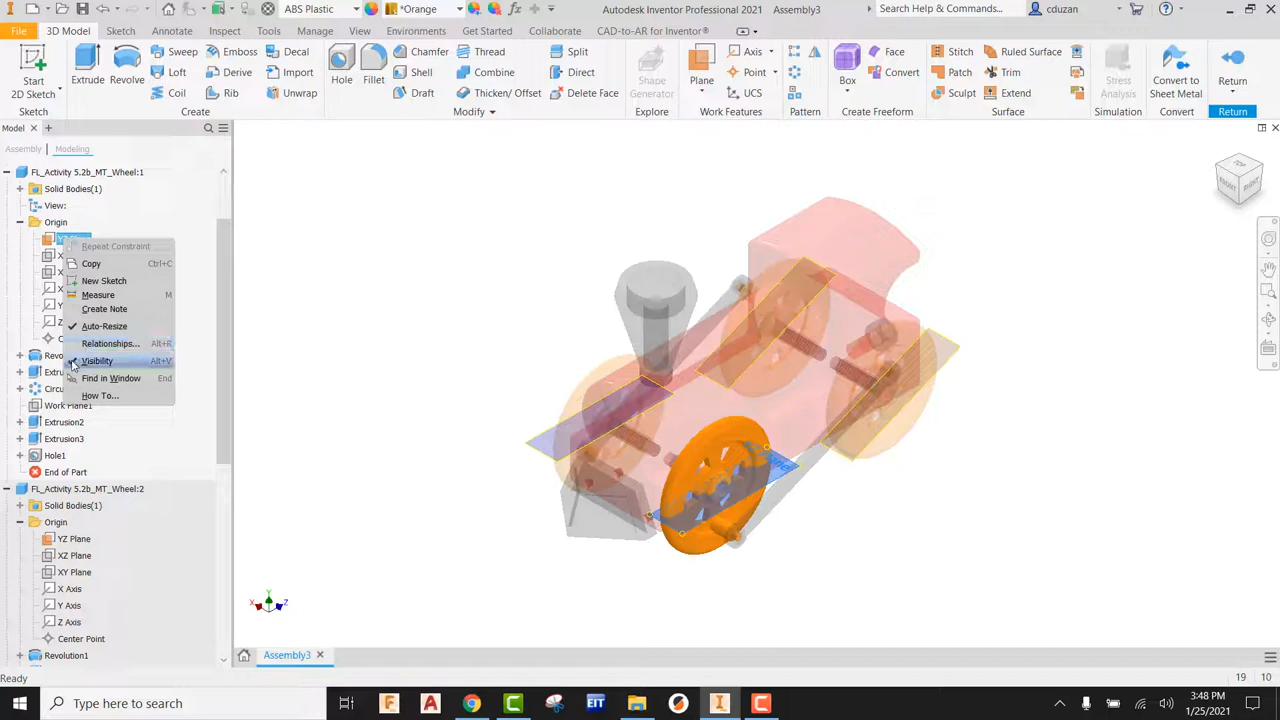 ABS Plastic
*Orange
Autodesk Inventor Professional 2021 Assembly3
Search Help & Commands...
cduzan
File
3D Model
Sketch
Annotate
Inspect
Tools
Manage
View
Environments
Get Started
Collaborate
CAD-to-AR for Inventor®
Start
2D Sketch
Sketch
Extrude
Revolve
Sweep
Emboss
Decal
Loft
Derive
Import
Coil
Rib
Unwrap
Create
Hole
Fillet
Chamfer
Thread
Split
Shell
Combine
Direct
Draft
Thicken/ Offset
Delete Face
Modify
Shape
Generator
Explore
Plane
Axis
Point
UCS
Work Features
Pattern
Box
Face
Convert
Create Freeform
Stitch
Ruled Surface
Patch
Trim
Sculpt
Extend
Surface
Stress
Analysis
Simulation
Convert to
Sheet Metal
Convert
Return
Return
Model
Assembly
Modeling
FL_Activity 5.2b_MT_Wheel:1
Solid Bodies(1)
View:
Origin
Repeat Constraint
Copy Ctrl+C
New Sketch
Measure M
Create Note
Auto-Resize
Relationships... Alt+R
Visibility Alt+V
Find in Window End
How To...
Work Plane1
Extrusion2
Extrusion3
Hole1
End of Part
FL_Activity 5.2b_MT_Wheel:2
Solid Bodies(1)
Origin
YZ Plane
XZ Plane
XY Plane
X Axis
Y Axis
Z Axis
Center Point
Revolution1
TOP
FRONT
RIGHT
X
Y
Z
Assembly3
Ready
19 10
Type here to search
EIT
3:48 PM
1/25/2021